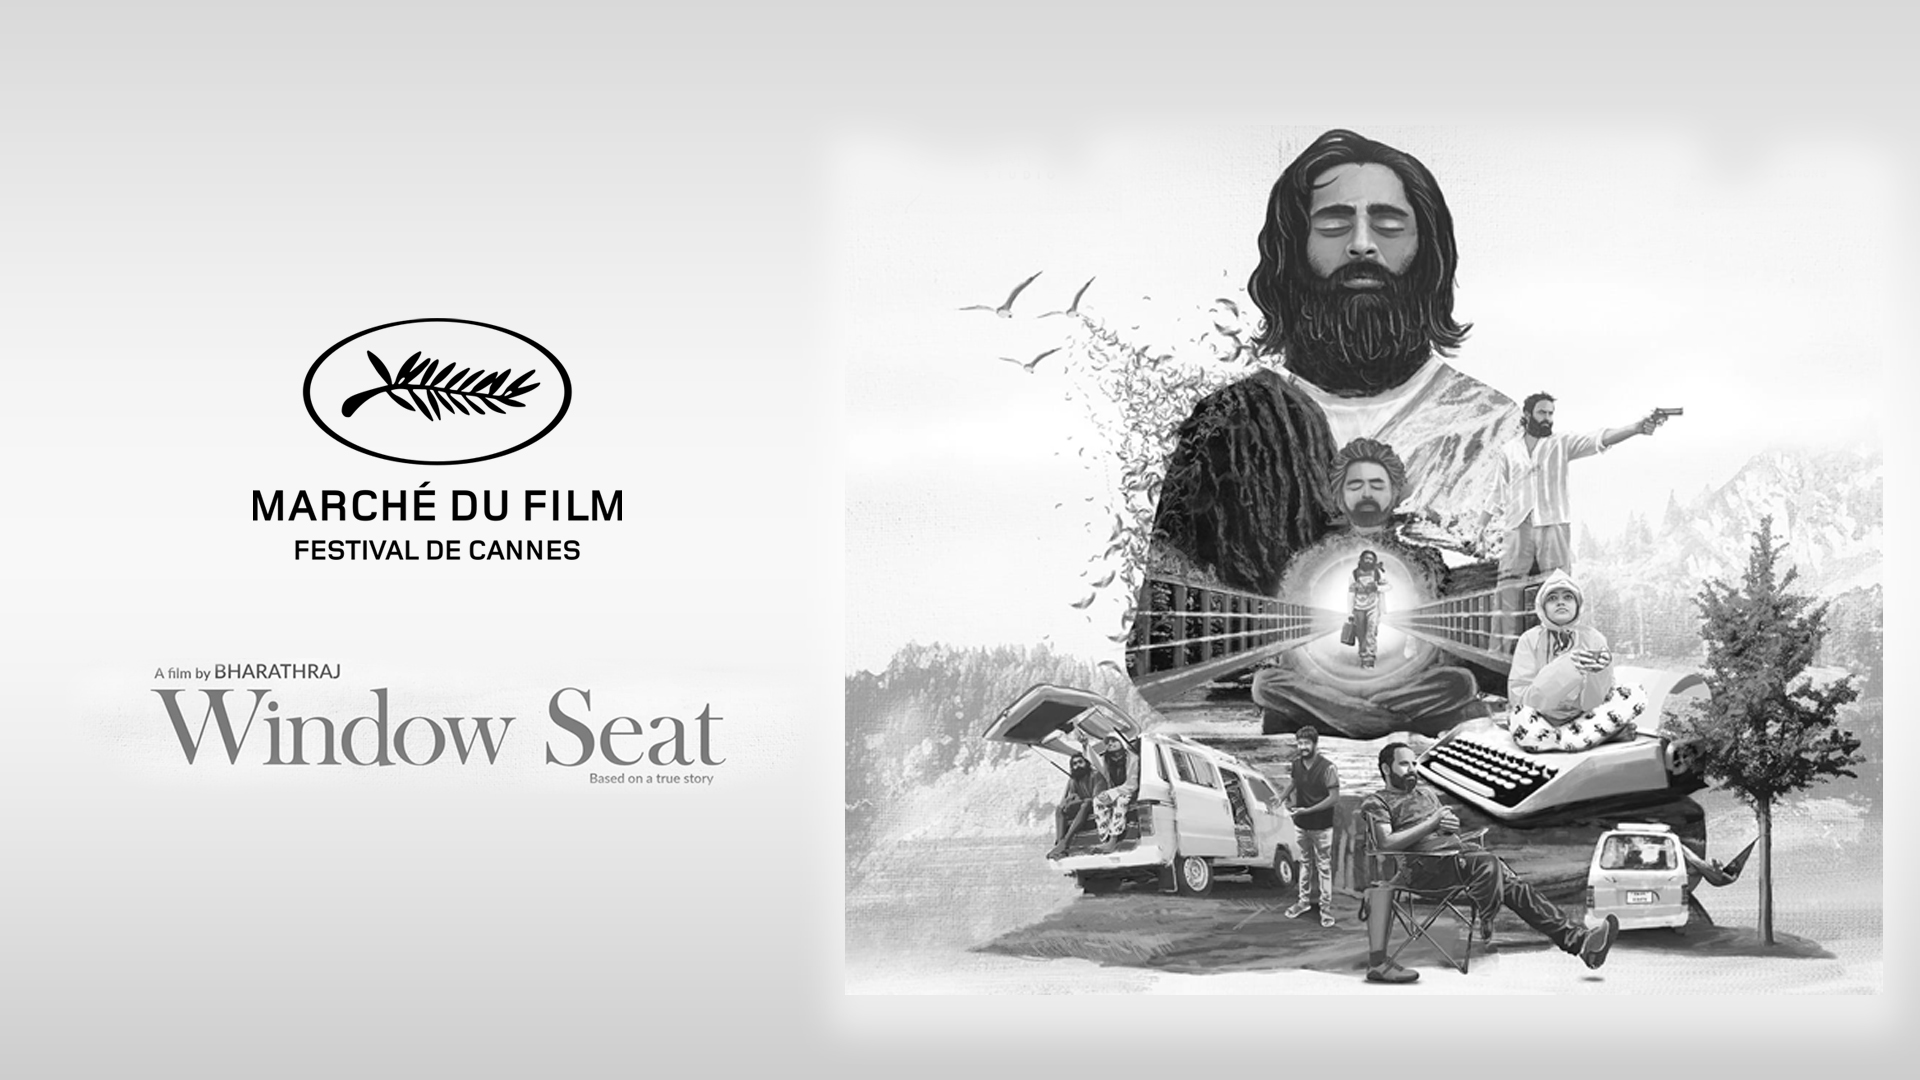 MARCHÉ DU FILM
FESTIVAL DE CANNES
A film by BHARATHRAJ
Window Seat
Based on a true story